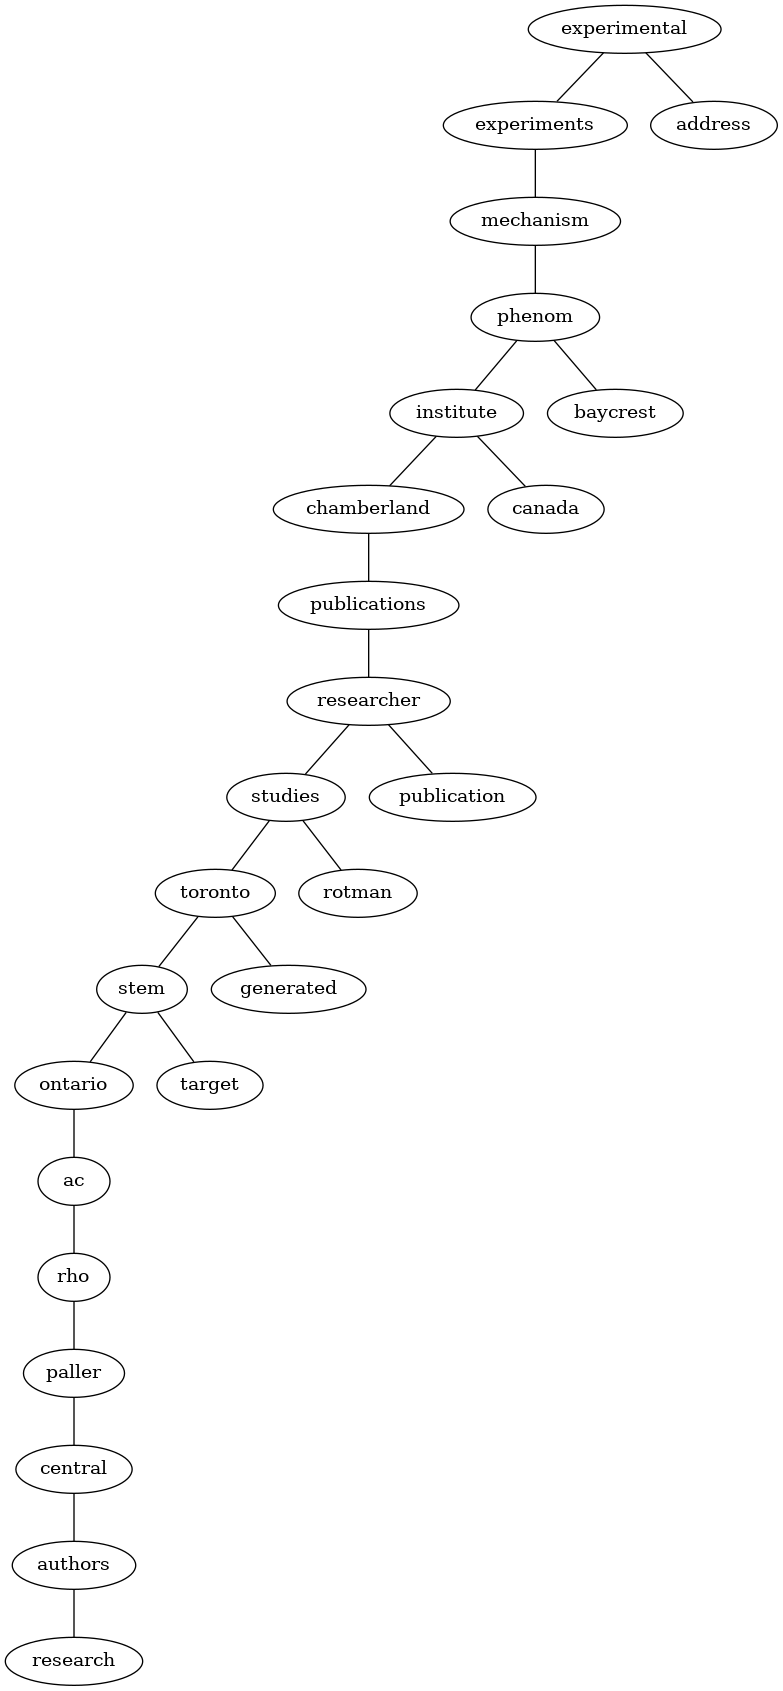 experimental
experiments
address
mechanism
phenom
institute
baycrest
chamberland
canada
publications
researcher
studies
publication
toronto
rotman
stem
generated
ontario
target
ac
rho
paller
central
authors
research